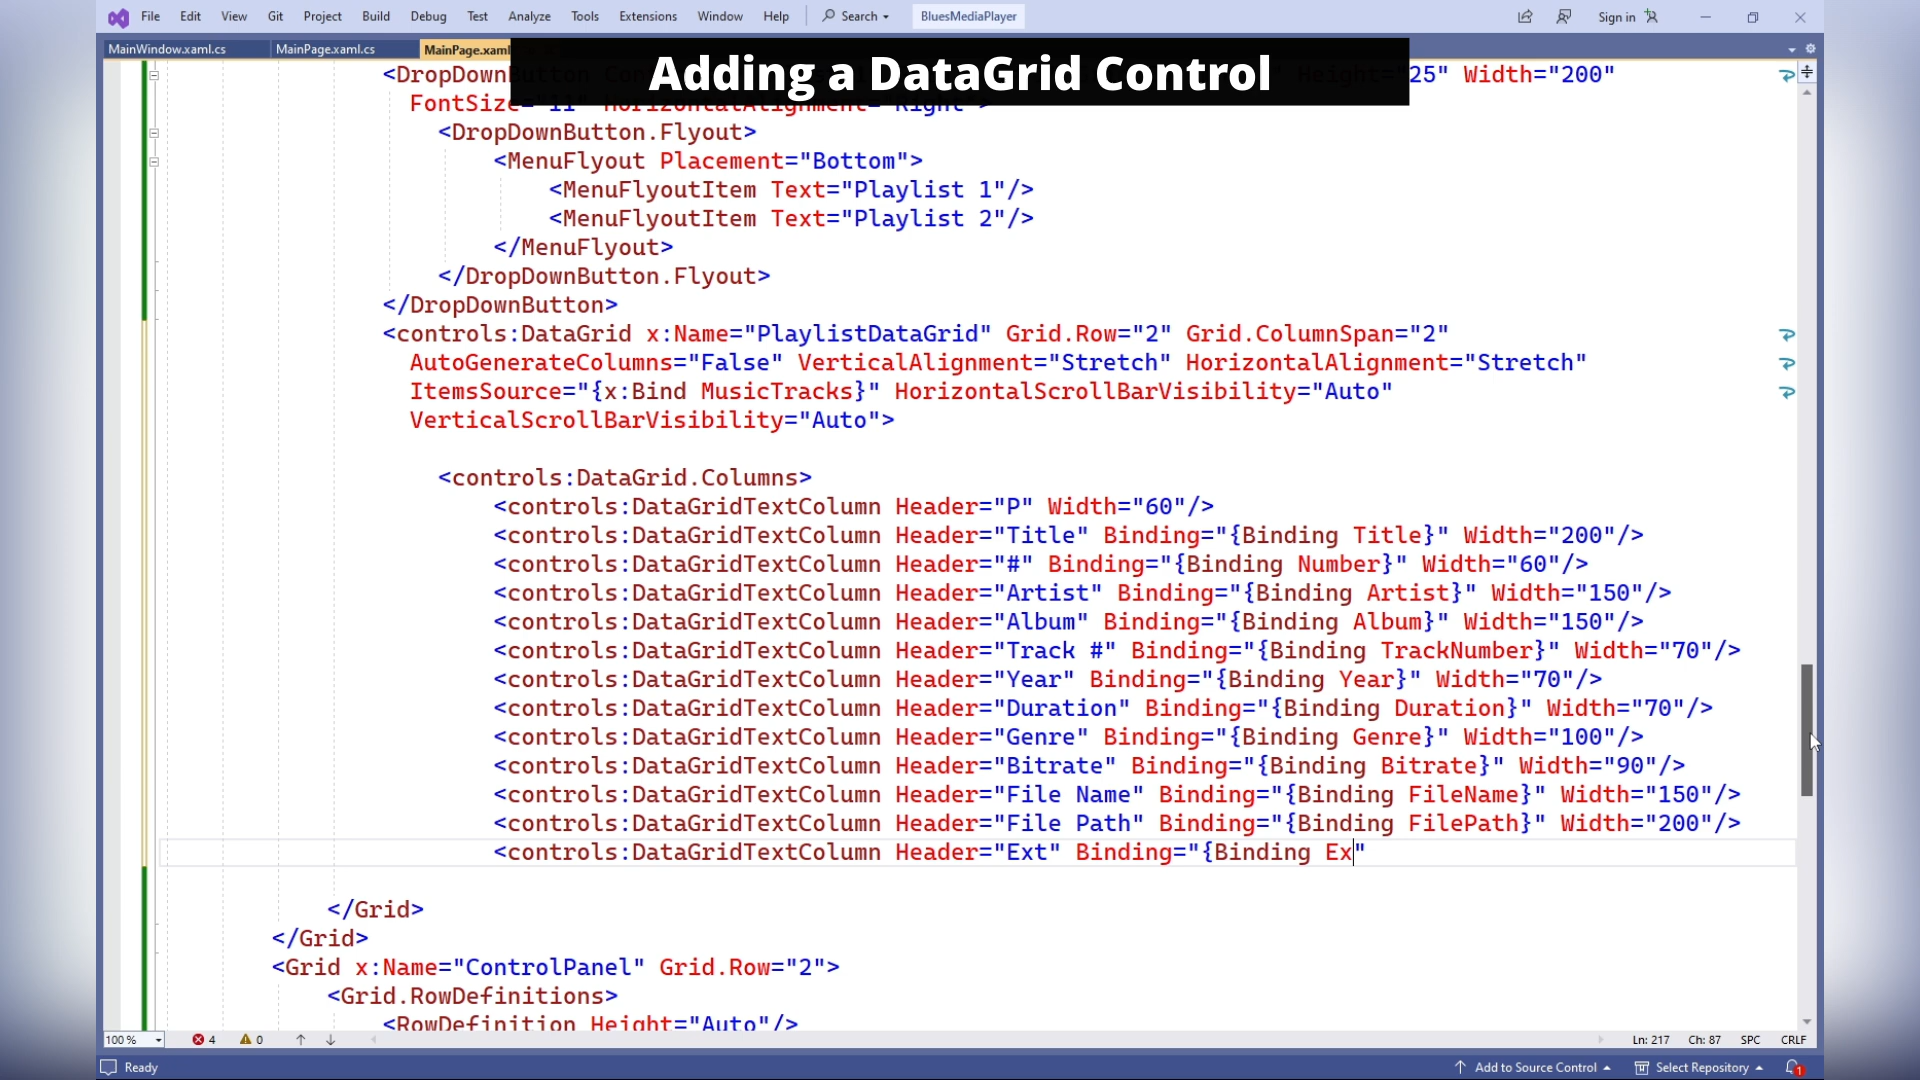 File Edit View Git Project Build Debug Test Analyze Tools Extensions Window Help Search BluesMediaPlayer Sign in
MainWindow.xaml.cs MainPage.xaml.cs MainPage.xaml
Adding a DataGrid Control
<DropDownButton 25" Width="200"
FontSize="11" HorizontalAlignment="Right">
<DropDownButton.Flyout>
<MenuFlyout Placement="Bottom">
<MenuFlyoutItem Text="Playlist 1"/>
<MenuFlyoutItem Text="Playlist 2"/>
</MenuFlyout>
</DropDownButton.Flyout>
</DropDownButton>
<controls:DataGrid x:Name="PlaylistDataGrid" Grid.Row="2" Grid.ColumnSpan="2"
AutoGenerateColumns="False" VerticalAlignment="Stretch" HorizontalAlignment="Stretch"
ItemsSource="{x:Bind MusicTracks}" HorizontalScrollBarVisibility="Auto"
VerticalScrollBarVisibility="Auto">
<controls:DataGrid.Columns>
<controls:DataGridTextColumn Header="P" Width="60"/>
<controls:DataGridTextColumn Header="Title" Binding="{Binding Title}" Width="200"/>
<controls:DataGridTextColumn Header="#" Binding="{Binding Number}" Width="60"/>
<controls:DataGridTextColumn Header="Artist" Binding="{Binding Artist}" Width="150"/>
<controls:DataGridTextColumn Header="Album" Binding="{Binding Album}" Width="150"/>
<controls:DataGridTextColumn Header="Track #" Binding="{Binding TrackNumber}" Width="70"/>
<controls:DataGridTextColumn Header="Year" Binding="{Binding Year}" Width="70"/>
<controls:DataGridTextColumn Header="Duration" Binding="{Binding Duration}" Width="70"/>
<controls:DataGridTextColumn Header="Genre" Binding="{Binding Genre}" Width="100"/>
<controls:DataGridTextColumn Header="Bitrate" Binding="{Binding Bitrate}" Width="90"/>
<controls:DataGridTextColumn Header="File Name" Binding="{Binding FileName}" Width="150"/>
<controls:DataGridTextColumn Header="File Path" Binding="{Binding FilePath}" Width="200"/>
<controls:DataGridTextColumn Header="Ext" Binding="{Binding Ex"
</Grid>
</Grid>
<Grid x:Name="ControlPanel" Grid.Row="2">
<Grid.RowDefinitions>
<RowDefinition Height="Auto"/>
100 % 4 0 Ln: 217 Ch: 87 SPC CRLF
Ready Add to Source Control Select Repository 1